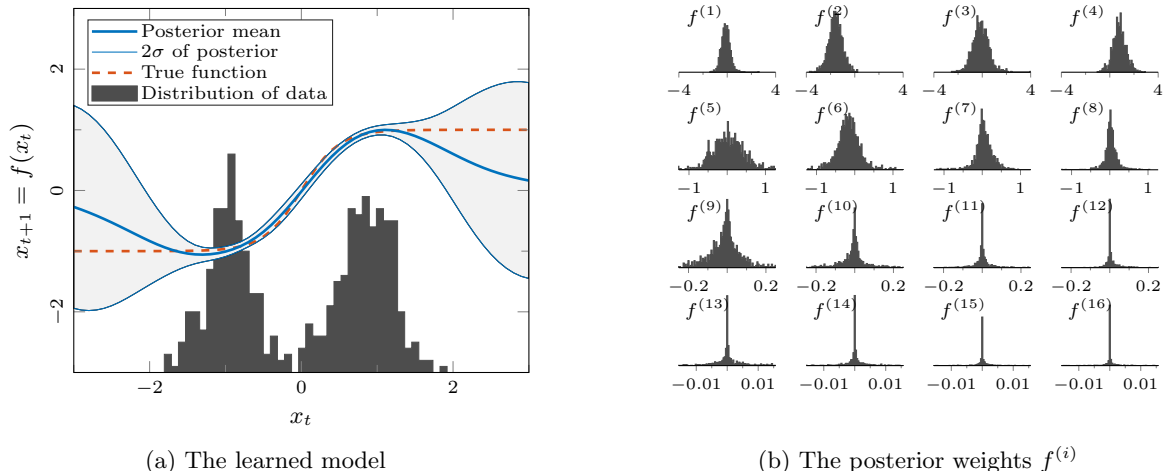 Posterior mean
2σ of posterior
True function
Distribution of data
2
0
−2
x_{t+1} = f(x_t)
−2 0 2
x_t
(a) The learned model
f^{(1)} f^{(2)} f^{(3)} f^{(4)}
−4 4 −4 4 −4 4 −4 4
f^{(5)} f^{(6)} f^{(7)} f^{(8)}
−1 1 −1 1 −1 1 −1 1
f^{(9)} f^{(10)} f^{(11)} f^{(12)}
−0.2 0.2 −0.2 0.2 −0.2 0.2 −0.2 0.2
f^{(13)} f^{(14)} f^{(15)} f^{(16)}
−0.01 0.01 −0.01 0.01 −0.01 0.01 −0.01 0.01
(b) The posterior weights f^{(i)}